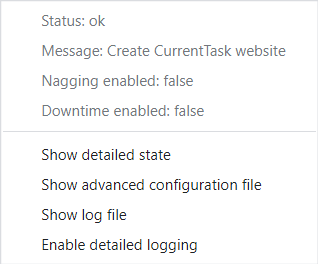 Status: ok
Message: Create CurrentTask website
Nagging enabled: false
Downtime enabled: false
Show detailed state
Show advanced configuration file
Show log file
Enable detailed logging